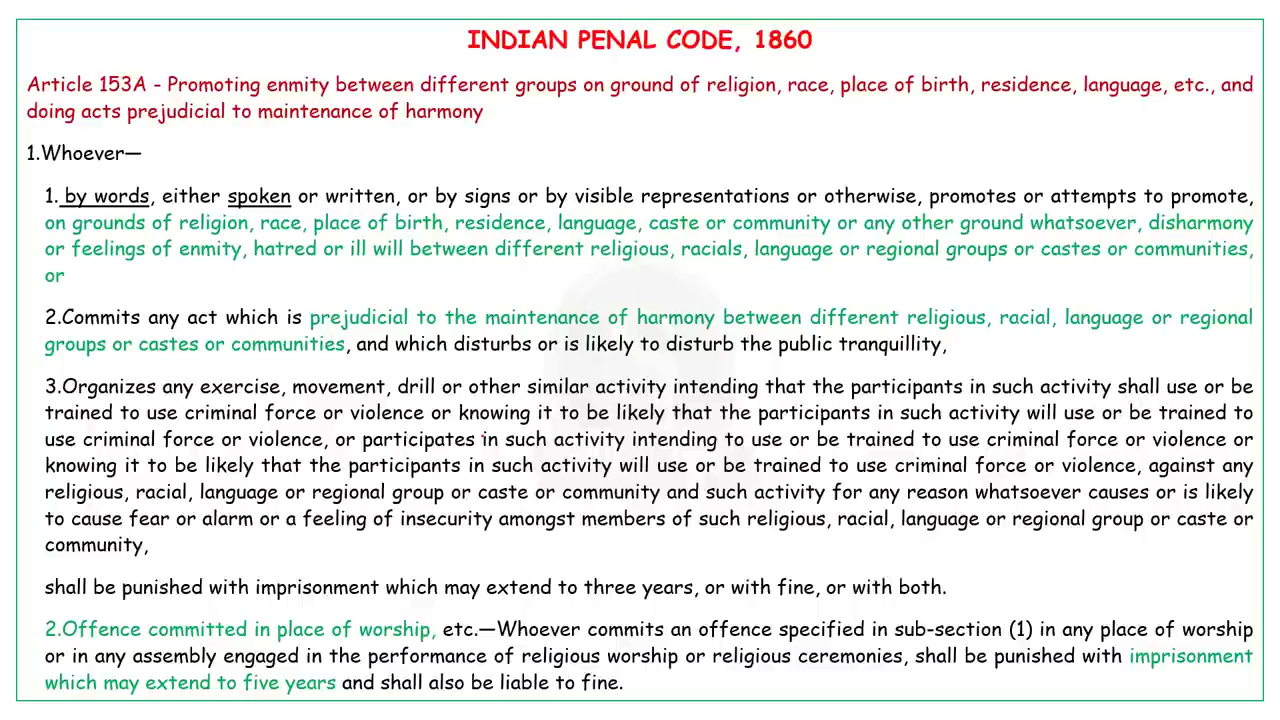 INDIAN PENAL CODE, 1860
Article 153A - Promoting enmity between different groups on ground of religion, race, place of birth, residence, language, etc., and
doing acts prejudicial to maintenance of harmony
1.Whoever—
1. by words, either spoken or written, or by signs or by visible representations or otherwise, promotes or attempts to promote,
on grounds of religion, race, place of birth, residence, language, caste or community or any other ground whatsoever, disharmony
or feelings of enmity, hatred or ill will between different religious, racials, language or regional groups or castes or communities,
or
2.Commits any act which is prejudicial to the maintenance of harmony between different religious, racial, language or regional
groups or castes or communities, and which disturbs or is likely to disturb the public tranquillity,
3.Organizes any exercise, movement, drill or other similar activity intending that the participants in such activity shall use or be
trained to use criminal force or violence or knowing it to be likely that the participants in such activity will use or be trained to
use criminal force or violence, or participates in such activity intending to use or be trained to use criminal force or violence or
knowing it to be likely that the participants in such activity will use or be trained to use criminal force or violence, against any
religious, racial, language or regional group or caste or community and such activity for any reason whatsoever causes or is likely
to cause fear or alarm or a feeling of insecurity amongst members of such religious, racial, language or regional group or caste or
community,
shall be punished with imprisonment which may extend to three years, or with fine, or with both.
2.Offence committed in place of worship, etc.—Whoever commits an offence specified in sub-section (1) in any place of worship
or in any assembly engaged in the performance of religious worship or religious ceremonies, shall be punished with imprisonment
which may extend to five years and shall also be liable to fine.